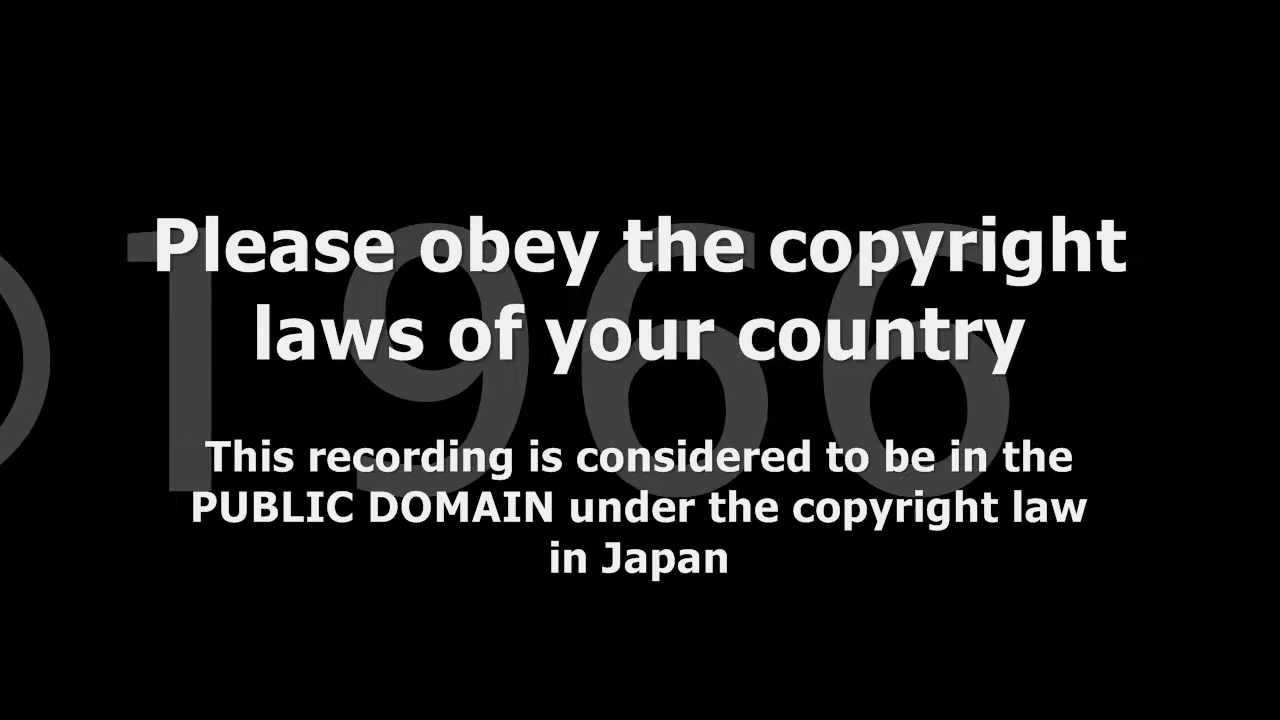 Please obey the copyright
laws of your country
1966
This recording is considered to be in the
PUBLIC DOMAIN under the copyright law
in Japan